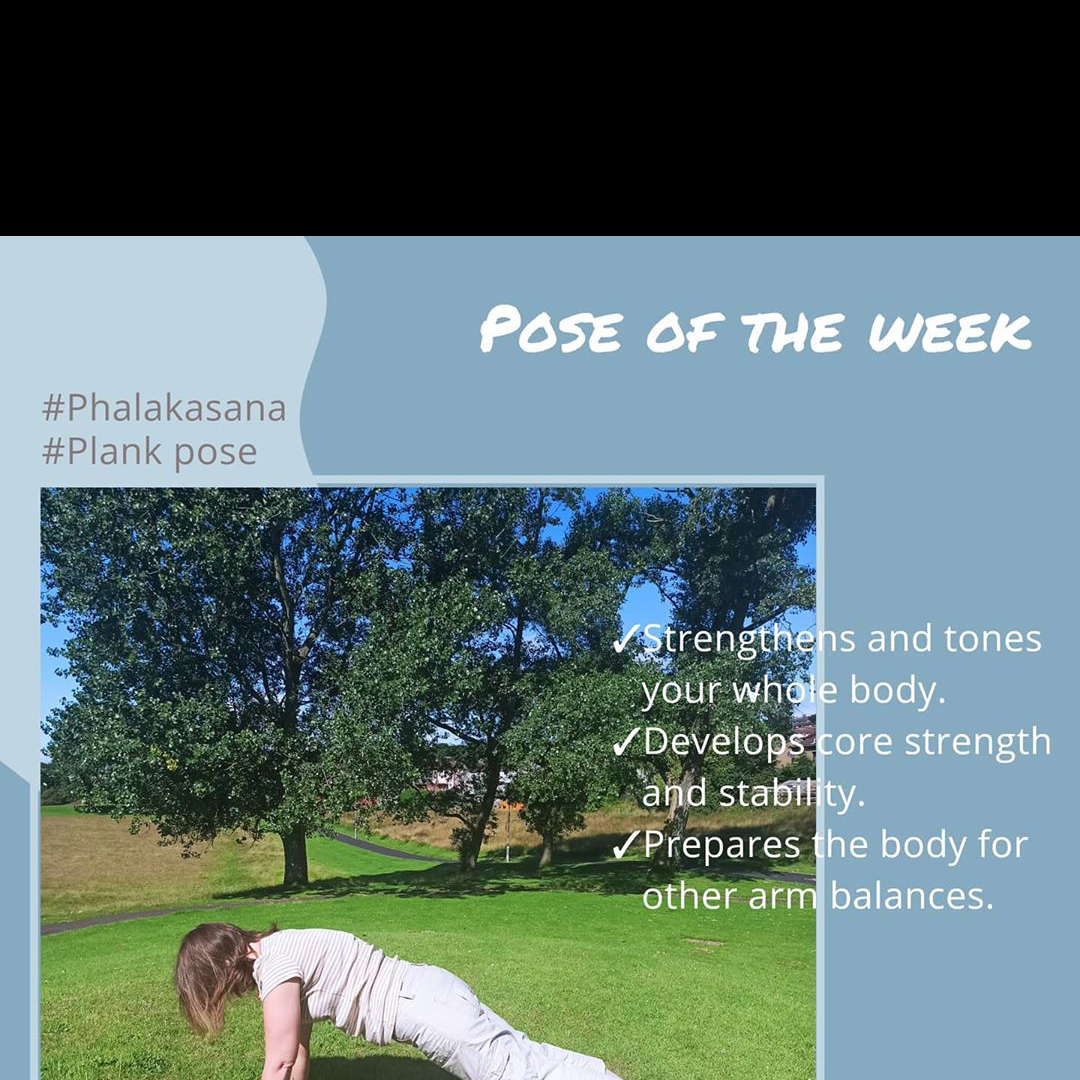 Pose of the week
#Phalakasana
#Plank pose
✓Strengthens and tones
your whole body.
✓Develops core strength
and stability.
✓Prepares the body for
other arm balances.